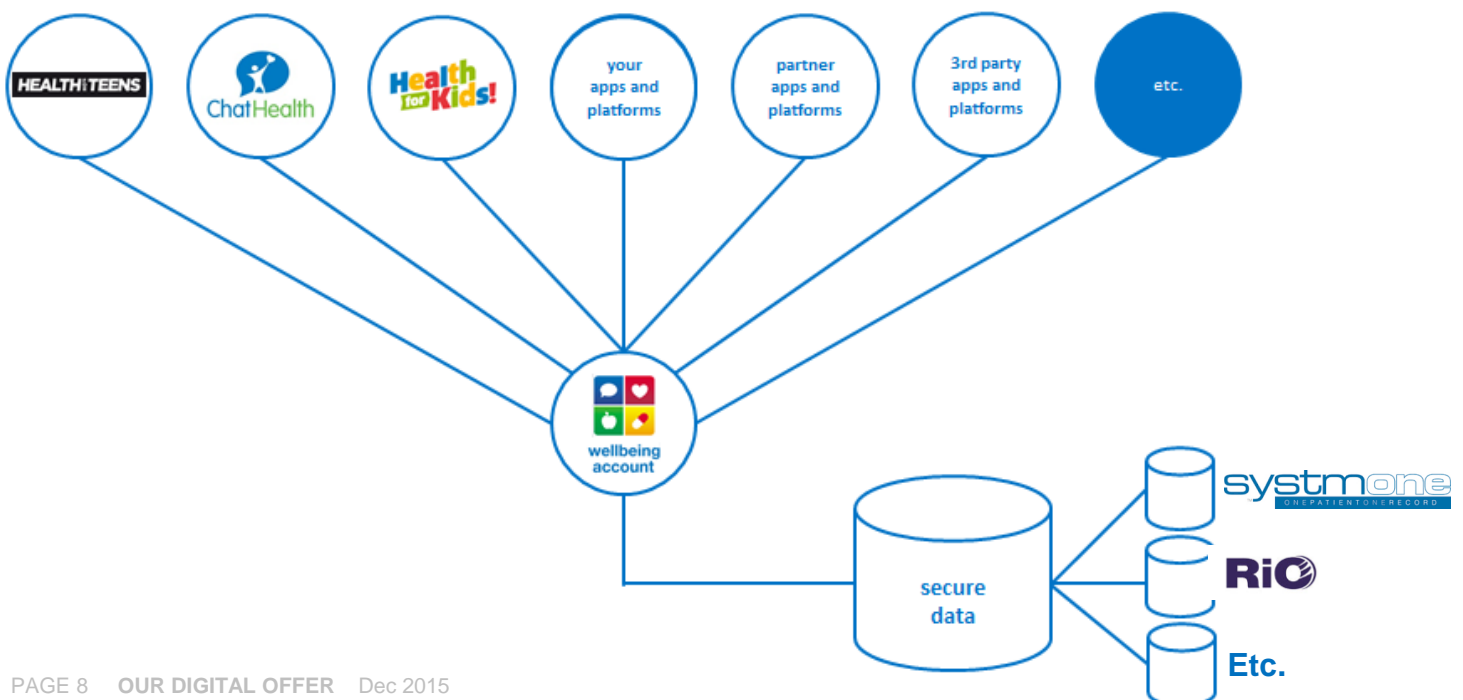 HEALTH FOR TEENS
ChatHealth
Health
for Kids!
your
apps and
platforms
partner
apps and
platforms
3rd party
apps and
platforms
etc.
wellbeing
account
secure
data
systmone
ONEPATIENTONERECORD
RiO
Etc.
PAGE 8 OUR DIGITAL OFFER Dec 2015